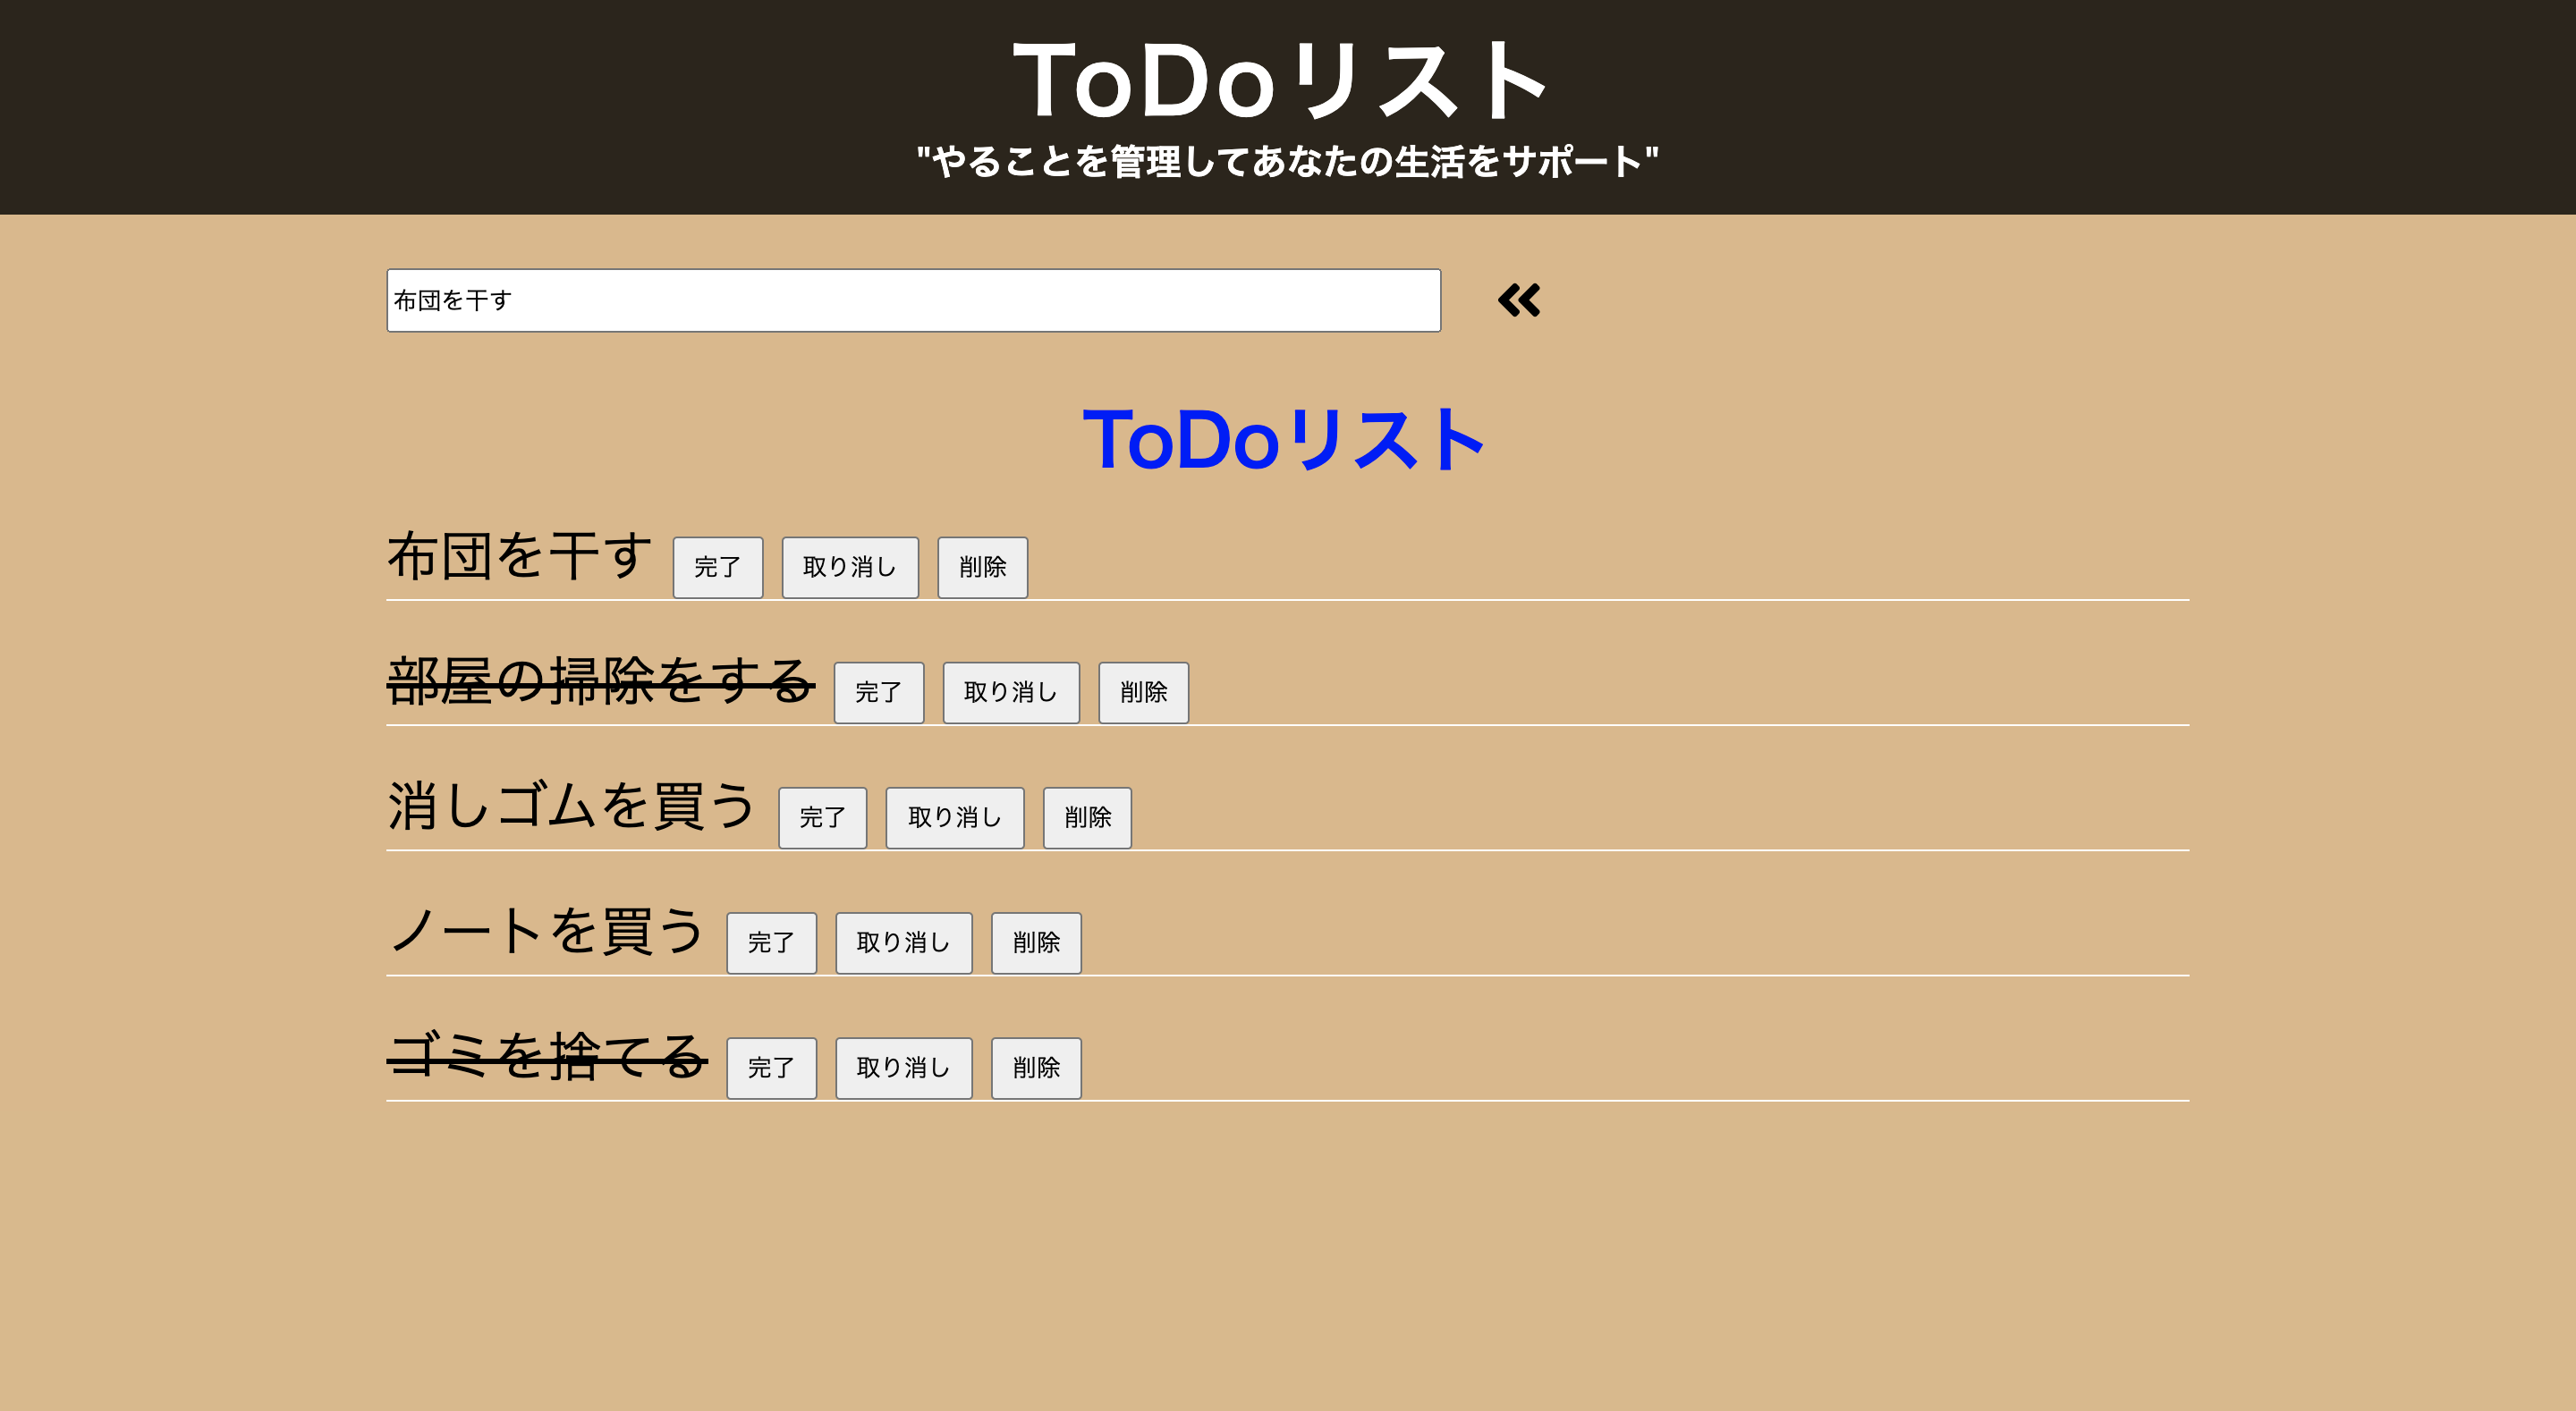 ToDoリスト
"やることを管理してあなたの生活をサポート"
布団を干す
ToDoリスト
布団を干す 完了 取り消し 削除
部屋の掃除をする 完了 取り消し 削除
消しゴムを買う 完了 取り消し 削除
ノートを買う 完了 取り消し 削除
ゴミを捨てる 完了 取り消し 削除